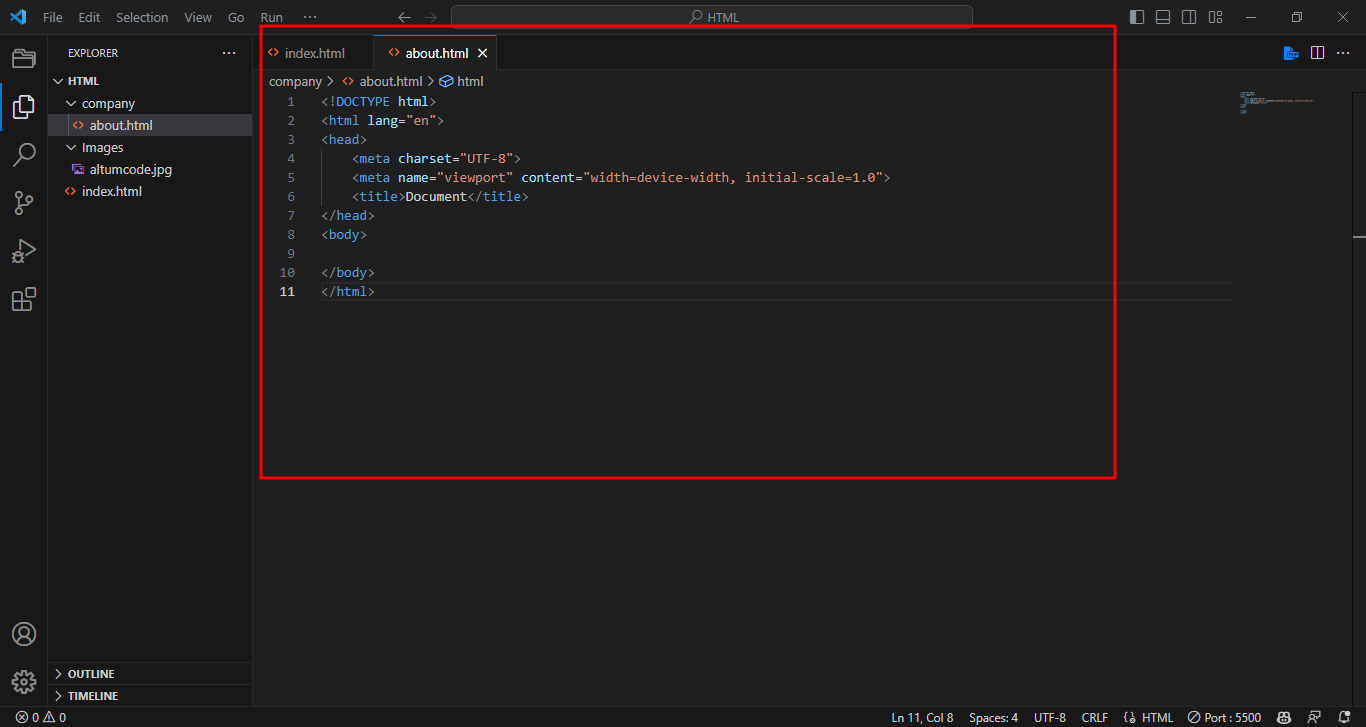 File Edit Selection View Go Run ··· HTML
EXPLORER ···
HTML
company
about.html
Images
altumcode.jpg
index.html
OUTLINE
TIMELINE
index.html about.html
company > about.html > html
1 <!DOCTYPE html>
2 <html lang="en">
3 <head>
4 <meta charset="UTF-8">
5 <meta name="viewport" content="width=device-width, initial-scale=1.0">
6 <title>Document</title>
7 </head>
8 <body>
9
10 </body>
11 </html>
0 0 Ln 11, Col 8 Spaces: 4 UTF-8 CRLF HTML Port : 5500